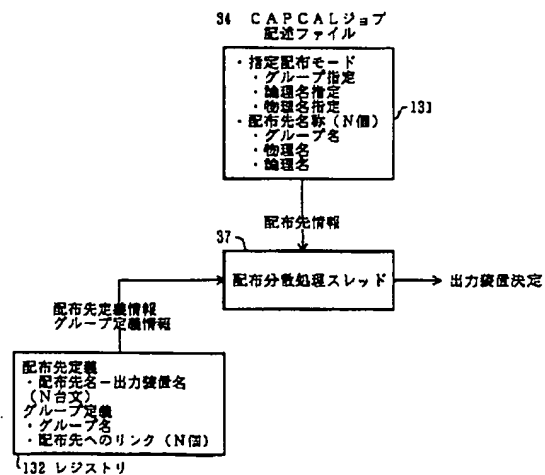 34 ＣＡＰＣＡＬジョブ
記述ファイル
・指定配布モード
・グループ指定
・論理名指定
・物理名指定
・配布先名称（Ｎ個）
・グループ名
・物理名
・論理名
131
配布先情報
37
配布分散処理スレッド
出力装置決定
配布先定義情報
グループ定義情報
配布先定義
・配布先名－出力装置名
（Ｎ台文）
グループ定義
・グループ名
・配布先へのリンク（Ｎ個）
132 レジストリ